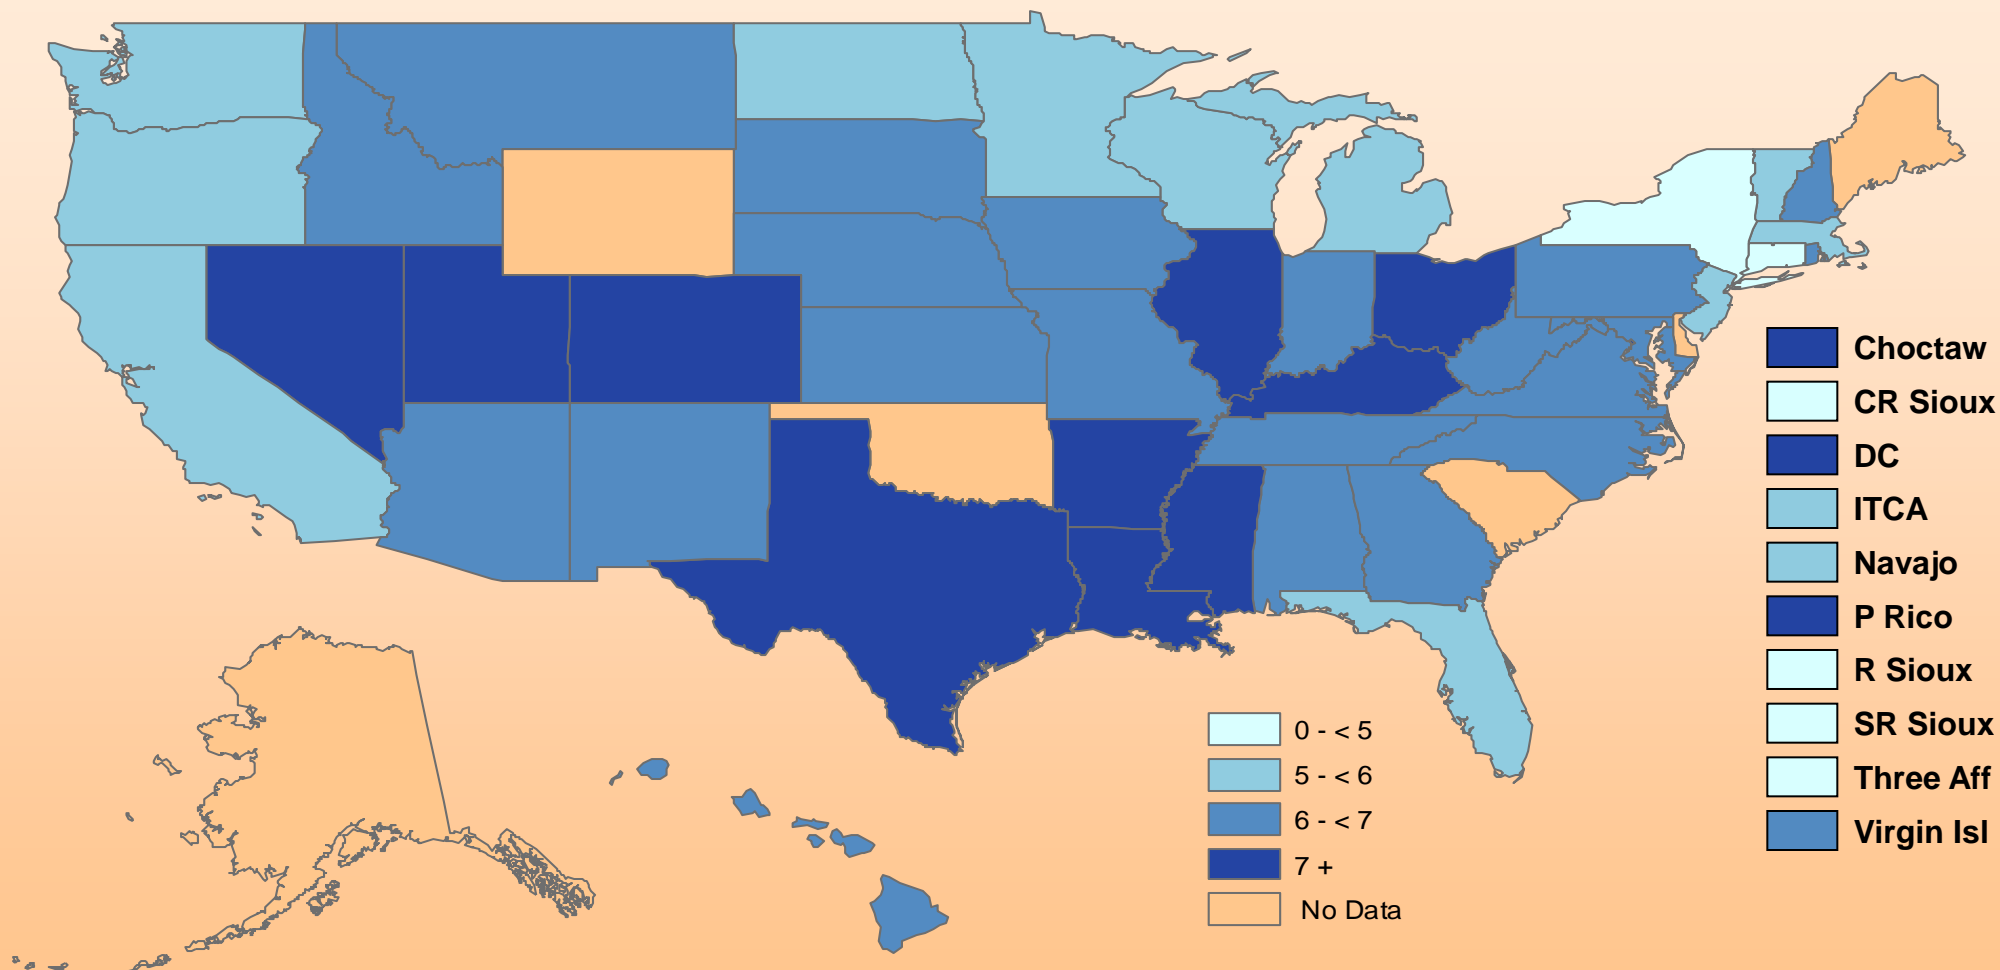 Choctaw
CR Sioux
DC
ITCA
Navajo
P Rico
R Sioux
SR Sioux
Three Aff
Virgin Isl
0 - < 5
5 - < 6
6 - < 7
7 +
No Data